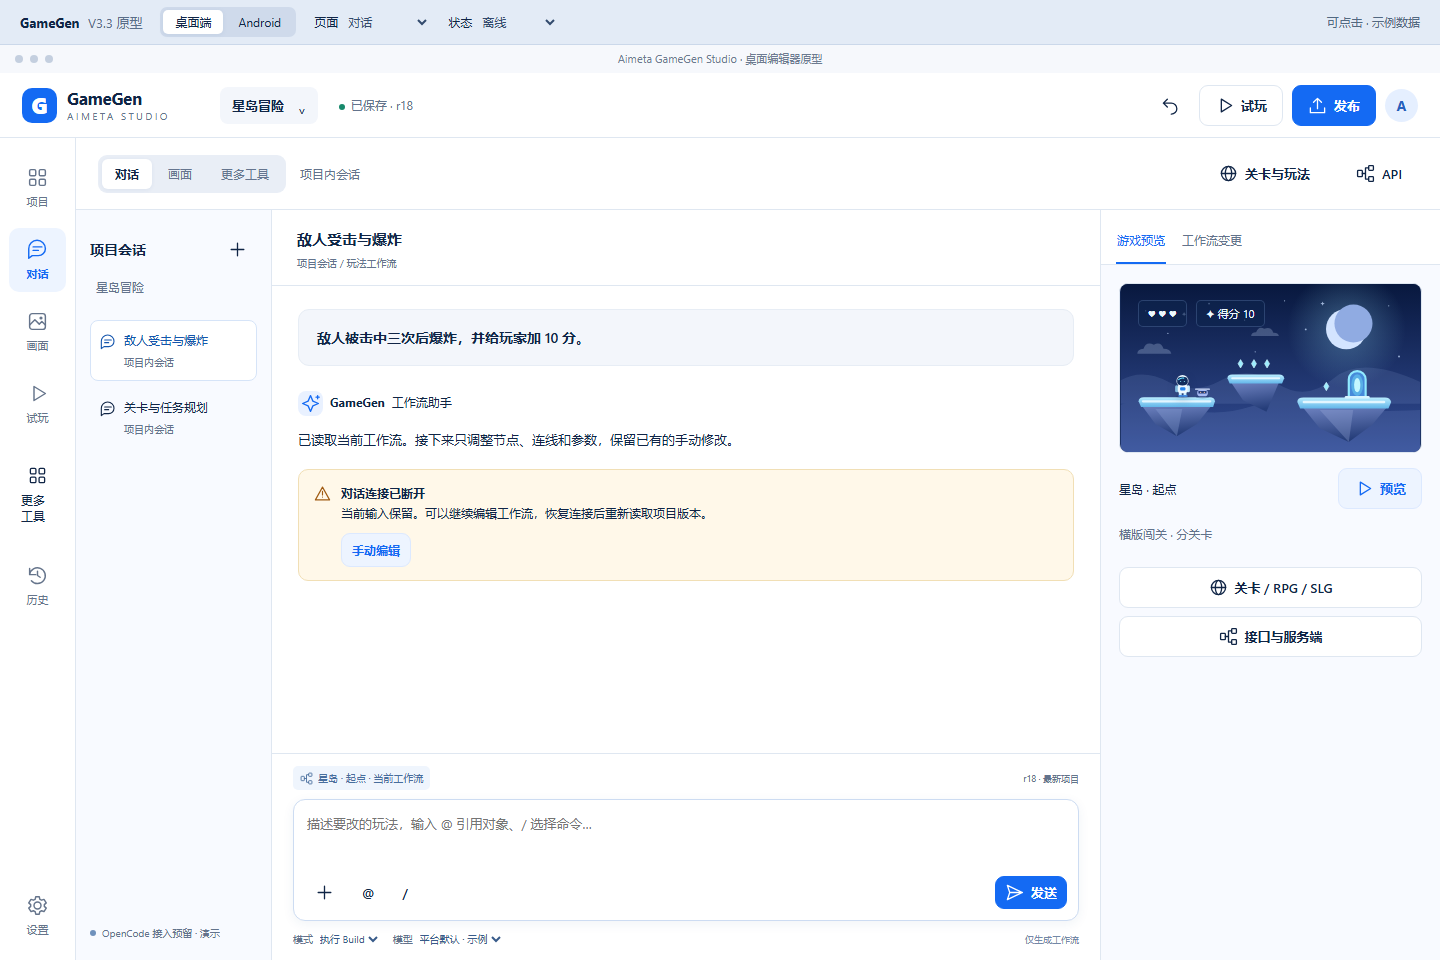 GameGen V3.3 原型 桌面端 Android 页面 对话 状态 离线 可点击 · 示例数据
Aimeta GameGen Studio · 桌面编辑器原型
G GameGen
AIMETA STUDIO
星岛冒险 已保存 · r18 试玩 发布 A
对话 画面 更多工具 项目内会话 关卡与玩法 API
项目
对话
画面
试玩
更多
工具
历史
设置
项目会话
星岛冒险
敌人受击与爆炸
项目内会话
关卡与任务规划
项目内会话
OpenCode 接入预留 · 演示
敌人受击与爆炸
项目会话 / 玩法工作流
敌人被击中三次后爆炸，并给玩家加 10 分。
GameGen 工作流助手
已读取当前工作流。接下来只调整节点、连线和参数，保留已有的手动修改。
对话连接已断开
当前输入保留。可以继续编辑工作流，恢复连接后重新读取项目版本。
手动编辑
星岛 · 起点 · 当前工作流 r18 · 最新项目
描述要改的玩法，输入 @ 引用对象、/ 选择命令...
@ / 发送
模式 执行 Build 模型 平台默认 · 示例 仅生成工作流
游戏预览 工作流变更
得分 10
星岛 · 起点 预览
横版闯关 · 分关卡
关卡 / RPG / SLG
接口与服务端